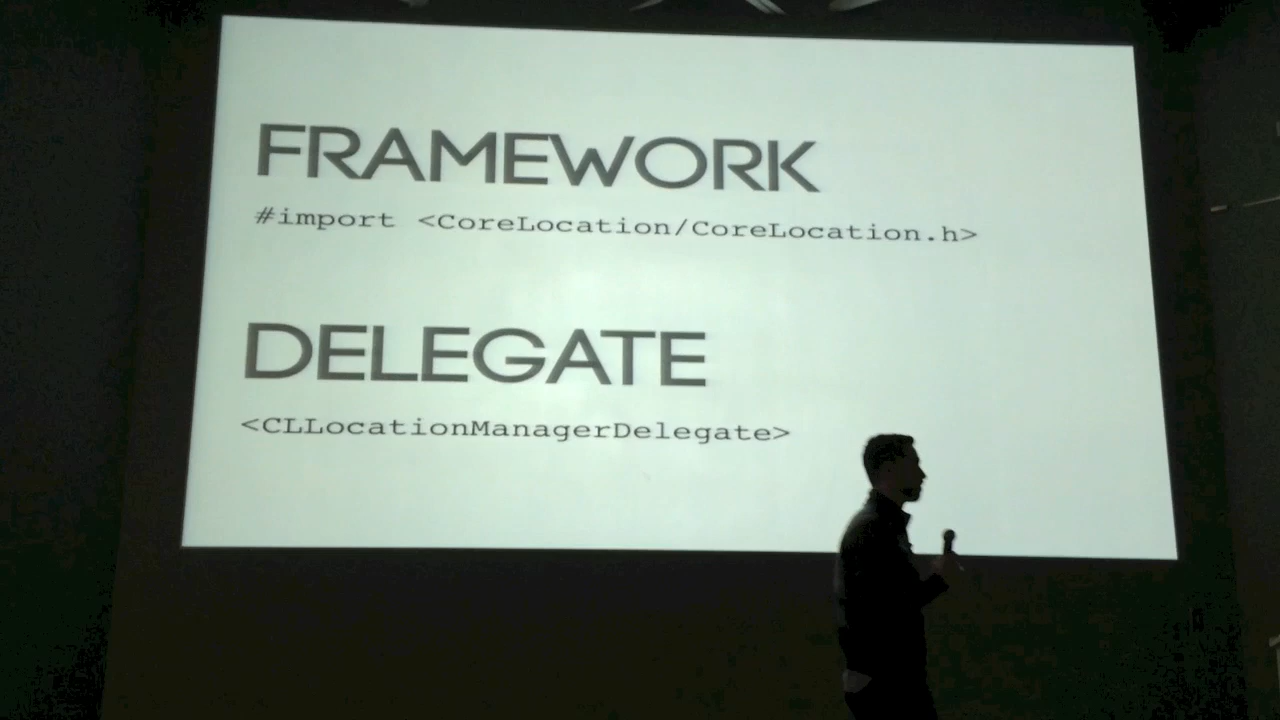 FRAMEWORK
#import <CoreLocation/CoreLocation.h>
DELEGATE
<CLLocationManagerDelegate>